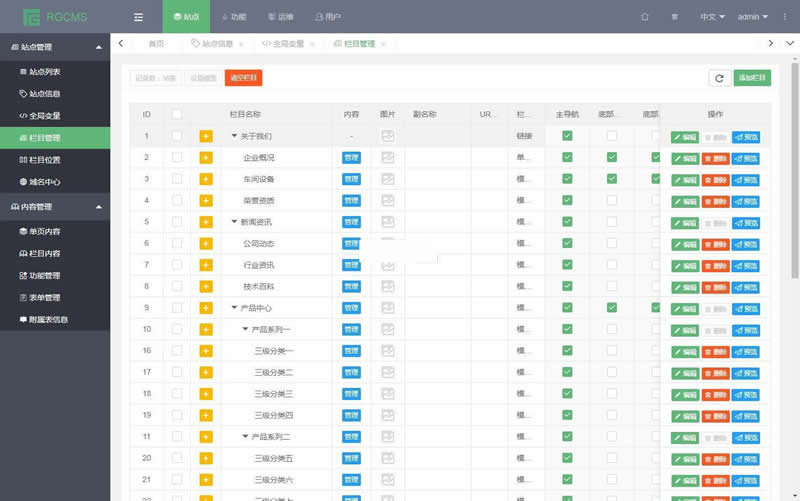 RGCMS 站点 功能 运维 用户 中文 admin
站点管理
站点列表
站点信息
全局变量
栏目管理
栏目位置
域名中心
内容管理
单页内容
栏目内容
功能管理
表单管理
附属表信息
首页 站点信息 全局变量 栏目管理
清空栏目 添加栏目
ID 栏目名称 内容 图片 副名称 UR... 栏... 主导航 底部... 底部... 操作
1 关于我们 - 链接 编辑 删除 预览
2 企业概况 管理 单... 编辑 删除 预览
3 车间设备 管理 模... 编辑 删除 预览
4 荣誉资质 管理 模... 编辑 删除 预览
5 新闻资讯 管理 模... 编辑 删除 预览
6 公司动态 管理 模... 编辑 删除 预览
7 行业资讯 管理 模... 编辑 删除 预览
8 技术百科 管理 模... 编辑 删除 预览
9 产品中心 管理 模... 编辑 删除 预览
10 产品系列一 管理 模... 编辑 删除 预览
16 三级分类一 管理 模... 编辑 删除 预览
17 三级分类二 管理 模... 编辑 删除 预览
18 三级分类三 管理 模... 编辑 删除 预览
19 三级分类四 管理 模... 编辑 删除 预览
11 产品系列二 管理 模... 编辑 删除 预览
20 三级分类五 管理 模... 编辑 删除 预览
21 三级分类六 管理 模... 编辑 删除 预览